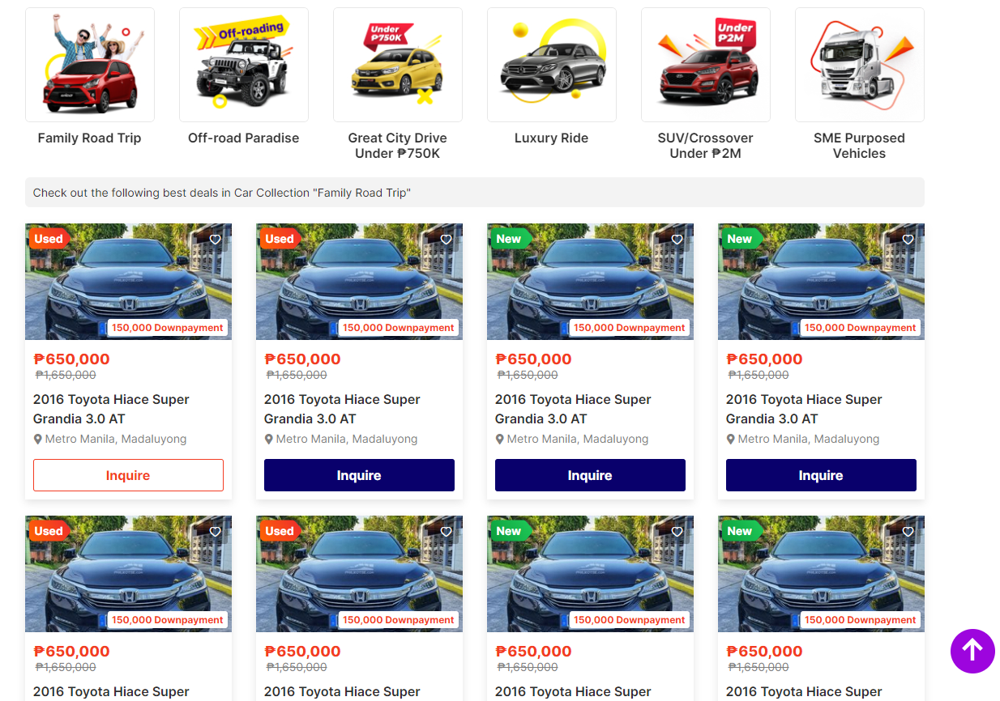 Off-roading
Under
₱750K
Under
₱2M
Family Road Trip
Off-road Paradise
Great City Drive
Under ₱750K
Luxury Ride
SUV/Crossover
Under ₱2M
SME Purposed
Vehicles
Check out the following best deals in Car Collection "Family Road Trip"
Used
150,000 Downpayment
₱650,000
₱1,650,000
2016 Toyota Hiace Super
Grandia 3.0 AT
Metro Manila, Madaluyong
Inquire
Used
150,000 Downpayment
₱650,000
₱1,650,000
2016 Toyota Hiace Super
Grandia 3.0 AT
Metro Manila, Madaluyong
Inquire
New
150,000 Downpayment
₱650,000
₱1,650,000
2016 Toyota Hiace Super
Grandia 3.0 AT
Metro Manila, Madaluyong
Inquire
New
150,000 Downpayment
₱650,000
₱1,650,000
2016 Toyota Hiace Super
Grandia 3.0 AT
Metro Manila, Madaluyong
Inquire
Used
150,000 Downpayment
₱650,000
₱1,650,000
2016 Toyota Hiace Super
Used
150,000 Downpayment
₱650,000
₱1,650,000
2016 Toyota Hiace Super
New
150,000 Downpayment
₱650,000
₱1,650,000
2016 Toyota Hiace Super
New
150,000 Downpayment
₱650,000
₱1,650,000
2016 Toyota Hiace Super